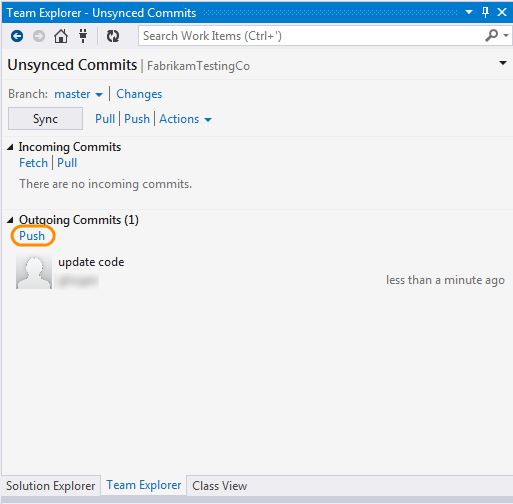 Team Explorer - Unsynced Commits
Search Work Items (Ctrl+')
Unsynced Commits | FabrikamTestingCo
Branch: master | Changes
Sync Pull | Push | Actions
Incoming Commits
Fetch | Pull
There are no incoming commits.
Outgoing Commits (1)
Push
update code
less than a minute ago
Solution Explorer Team Explorer Class View